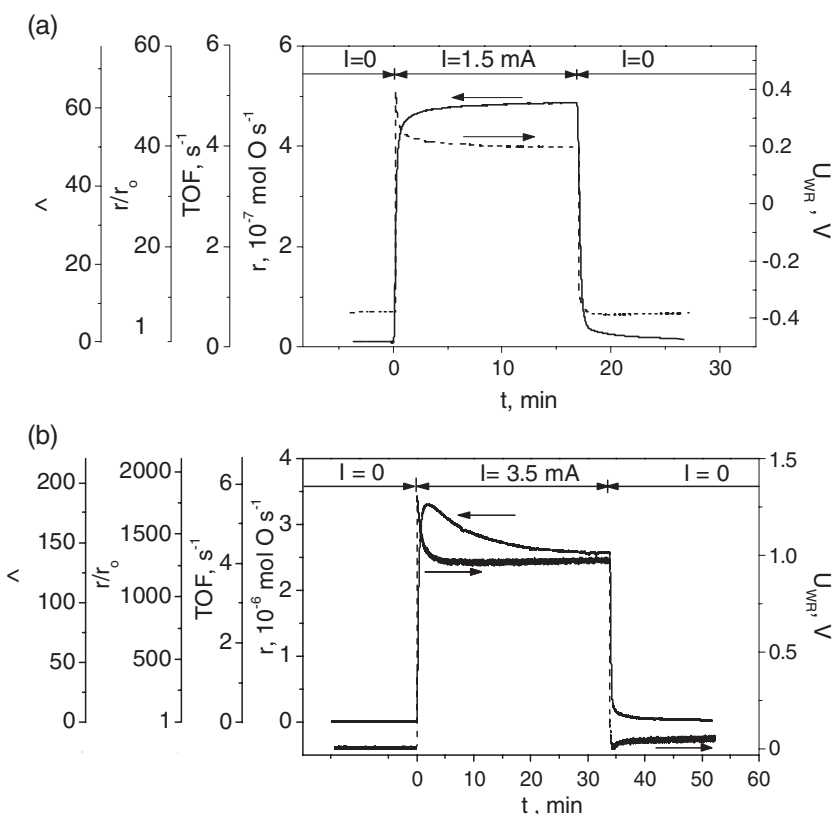 (a)
I=0 I=1.5 mA I=0
60 6 6
60 40 4 4 0.4
40 0.2
20 20 2 2 0
-0.2
0 1 0 0 -0.4
Λ
r/r₀
TOF, s⁻¹
r, 10⁻⁷ mol O s⁻¹
U_WR, V
0 10 20 30
t, min
(b)
I = 0 I= 3.5 mA I = 0
200 2000 6 4 1.5
150 1500 3 1.0
4
100 1000 2
50 500 2 1 0.5
0 1 0 0 0
Λ
r/r₀
TOF, s⁻¹
r, 10⁻⁶ mol O s⁻¹
U_WR, V
0 10 20 30 40 50 60
t , min